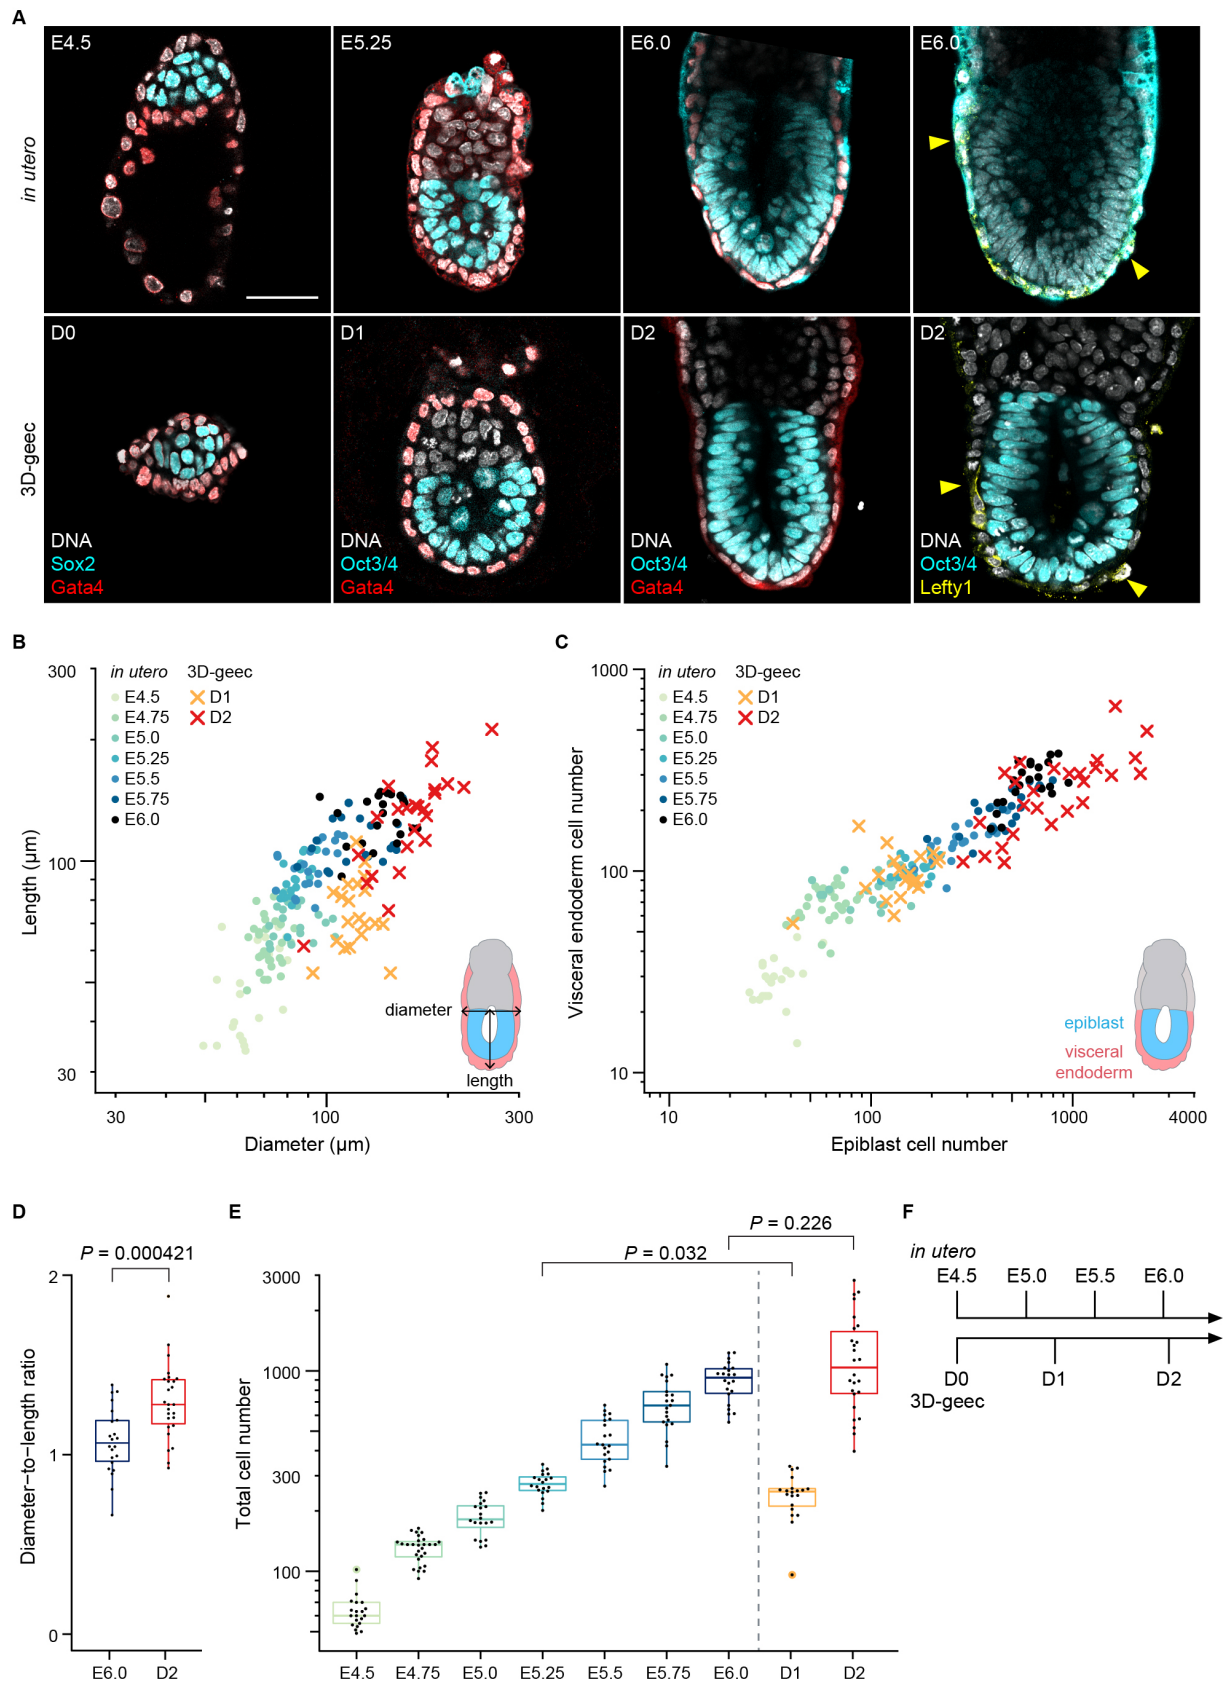 A
E4.5
E5.25
E6.0
E6.0
in utero
D0
D1
D2
D2
3D-geec
DNA
Sox2
Gata4
DNA
Oct3/4
Gata4
DNA
Oct3/4
Gata4
DNA
Oct3/4
Lefty1
B
300
100
30
Length (µm)
in utero
E4.5
E4.75
E5.0
E5.25
E5.5
E5.75
E6.0
3D-geec
D1
D2
diameter
length
30
100
300
Diameter (µm)
C
1000
100
10
Visceral endoderm cell number
in utero
E4.5
E4.75
E5.0
E5.25
E5.5
E5.75
E6.0
3D-geec
D1
D2
epiblast
visceral
endoderm
10
100
1000
4000
Epiblast cell number
D
P = 0.000421
2
1
0
Diameter−to−length ratio
E6.0
D2
E
P = 0.226
P = 0.032
3000
1000
300
100
Total cell number
E4.5
E4.75
E5.0
E5.25
E5.5
E5.75
E6.0
D1
D2
F
in utero
E4.5
E5.0
E5.5
E6.0
D0
D1
D2
3D-geec